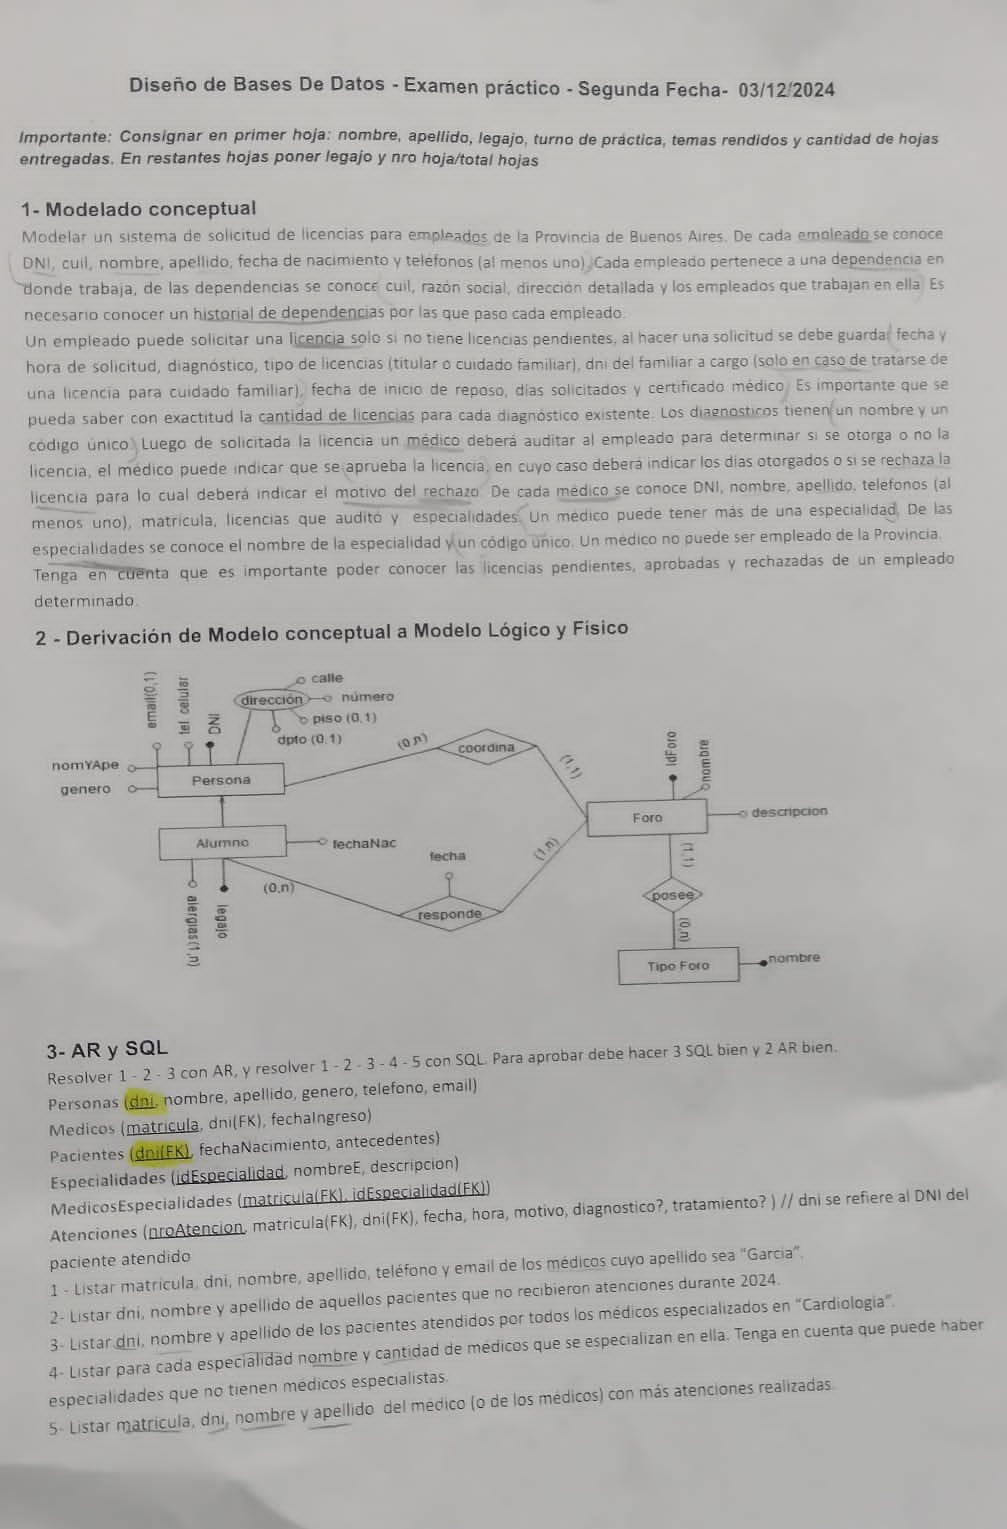 Diseño de Bases De Datos - Examen práctico - Segunda Fecha- 03/12/2024
Importante: Consignar en primer hoja: nombre, apellido, legajo, turno de práctica, temas rendidos y cantidad de hojas
entregadas. En restantes hojas poner legajo y nro hoja/total hojas
1- Modelado conceptual
Modelar un sistema de solicitud de licencias para empleados de la Provincia de Buenos Aires. De cada empleado se conoce
DNI, cuil, nombre, apellido, fecha de nacimiento y teléfonos (al menos uno). Cada empleado pertenece a una dependencia en
donde trabaja, de las dependencias se conoce cuil, razón social, dirección detallada y los empleados que trabajan en ella. Es
necesario conocer un historial de dependencias por las que paso cada empleado.
Un empleado puede solicitar una licencia solo si no tiene licencias pendientes, al hacer una solicitud se debe guardar fecha y
hora de solicitud, diagnóstico, tipo de licencias (titular o cuidado familiar), dni del familiar a cargo (solo en caso de tratarse de
una licencia para cuidado familiar), fecha de inicio de reposo, días solicitados y certificado médico. Es importante que se
pueda saber con exactitud la cantidad de licencias para cada diagnóstico existente. Los diagnosticos tienen un nombre y un
código único. Luego de solicitada la licencia un médico deberá auditar al empleado para determinar si se otorga o no la
licencia, el médico puede indicar que se aprueba la licencia, en cuyo caso deberá indicar los días otorgados o si se rechaza la
licencia para lo cual deberá indicar el motivo del rechazo. De cada médico se conoce DNI, nombre, apellido, teléfonos (al
menos uno), matrícula, licencias que auditó y especialidades. Un médico puede tener más de una especialidad. De las
especialidades se conoce el nombre de la especialidad y un código único. Un médico no puede ser empleado de la Provincia.
Tenga en cuenta que es importante poder conocer las licencias pendientes, aprobadas y rechazadas de un empleado
determinado.
2 - Derivación de Modelo conceptual a Modelo Lógico y Físico
email(0,1)
tel celular
DNI
dirección
calle
número
piso (0,1)
dpto (0,1)
nomYApe
genero
Persona
(0,n)
coordina
(1,1)
IdForo
nombre
Foro
descripcion
Alumno
fechaNac
alergias(1,n)
legajo
(0,n)
fecha
responde
(1,n)
(1,1)
posee
(0,n)
Tipo Foro
nombre
3- AR y SQL
Resolver 1 - 2 - 3 con AR, y resolver 1 - 2 - 3 - 4 - 5 con SQL. Para aprobar debe hacer 3 SQL bien y 2 AR bien.
Personas (dni, nombre, apellido, genero, telefono, email)
Medicos (matricula, dni(FK), fechaIngreso)
Pacientes (dni(FK), fechaNacimiento, antecedentes)
Especialidades (idEspecialidad, nombreE, descripcion)
MedicosEspecialidades (matricula(FK), idEspecialidad(FK))
Atenciones (nroAtencion, matricula(FK), dni(FK), fecha, hora, motivo, diagnostico?, tratamiento? ) // dni se refiere al DNI del
paciente atendido
1 - Listar matrícula, dni, nombre, apellido, teléfono y email de los médicos cuyo apellido sea "Garcia".
2- Listar dni, nombre y apellido de aquellos pacientes que no recibieron atenciones durante 2024.
3- Listar dni, nombre y apellido de los pacientes atendidos por todos los médicos especializados en "Cardiología".
4- Listar para cada especialidad nombre y cantidad de médicos que se especializan en ella. Tenga en cuenta que puede haber
especialidades que no tienen médicos especialistas.
5- Listar matrícula, dni, nombre y apellido del médico (o de los médicos) con más atenciones realizadas.